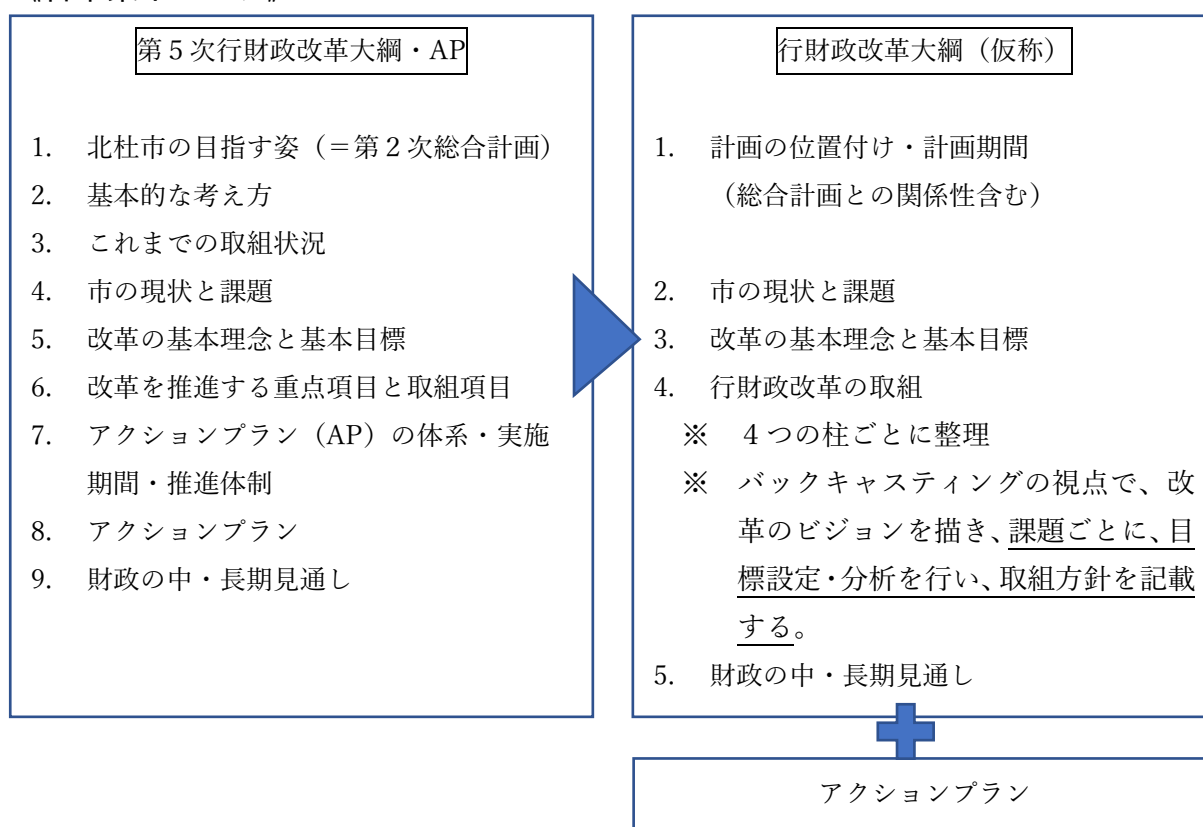 第５次行財政改革大綱・AP
1. 北杜市の目指す姿（＝第２次総合計画）
2. 基本的な考え方
3. これまでの取組状況
4. 市の現状と課題
5. 改革の基本理念と基本目標
6. 改革を推進する重点項目と取組項目
7. アクションプラン（AP）の体系・実施
期間・推進体制
8. アクションプラン
9. 財政の中・長期見通し
行財政改革大綱（仮称）
1. 計画の位置付け・計画期間
（総合計画との関係性含む）
2. 市の現状と課題
3. 改革の基本理念と基本目標
4. 行財政改革の取組
※ ４つの柱ごとに整理
※ バックキャスティングの視点で、改
革のビジョンを描き、課題ごとに、目
標設定・分析を行い、取組方針を記載
する。
5. 財政の中・長期見通し
アクションプラン